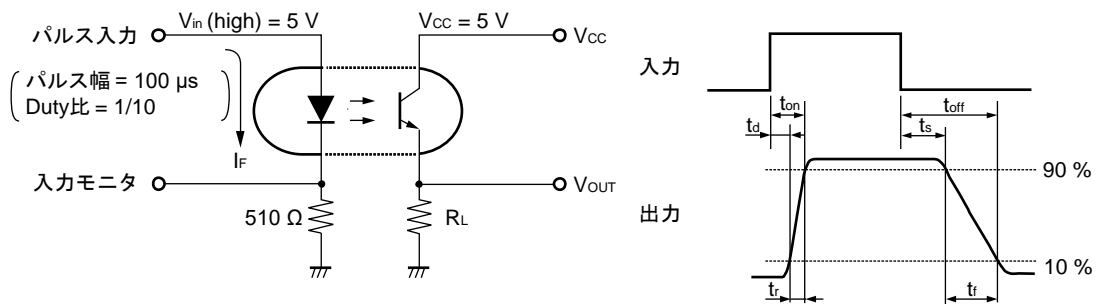 パルス入力
Vin (high) = 5 V
VCC = 5 V
VCC
パルス幅 = 100 µs
Duty比 = 1/10
IF
入力モニタ
VOUT
510 Ω
RL
入力
ton
toff
td
ts
90 %
出力
10 %
tr
tf